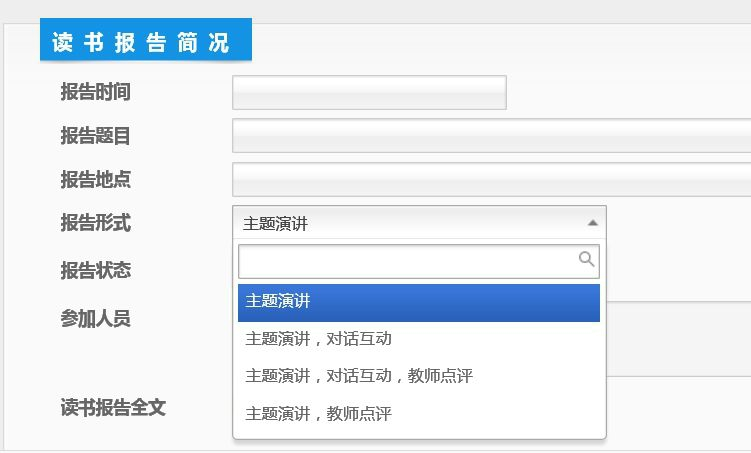 读书报告简况
报告时间
报告题目
报告地点
报告形式
主题演讲
报告状态
主题演讲
参加人员
主题演讲，对话互动
主题演讲，对话互动，教师点评
读书报告全文
主题演讲，教师点评